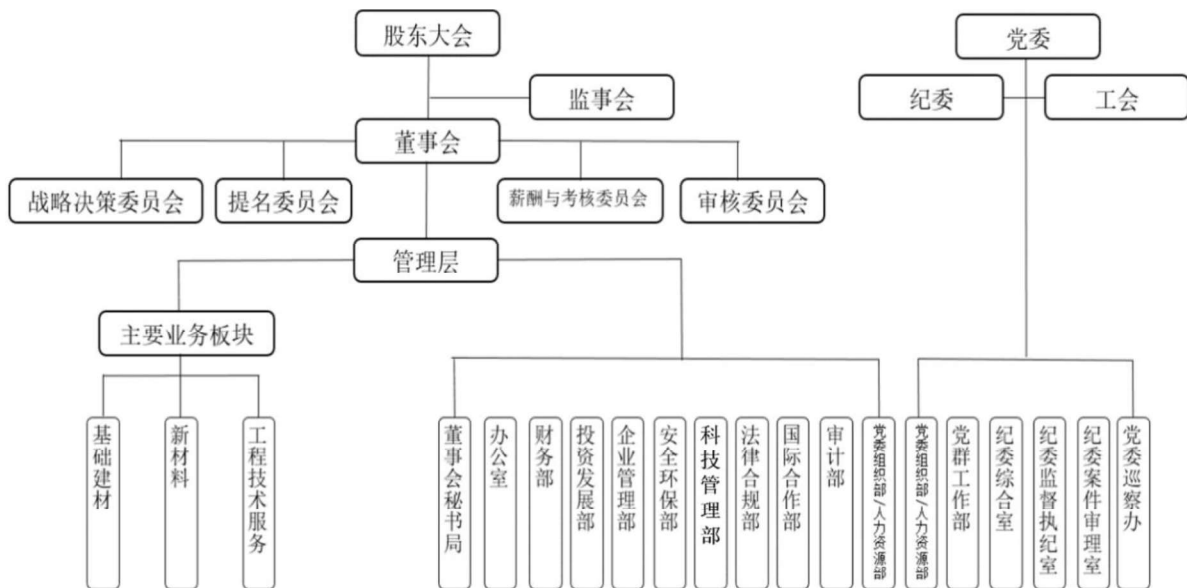 股东大会
党委
监事会
纪委
工会
董事会
战略决策委员会
提名委员会
薪酬与考核委员会
审核委员会
管理层
主要业务板块
基础建材
新材料
工程技术服务
董事会秘书局
办公室
财务部
投资发展部
企业管理部
安全环保部
科技管理部
法律合规部
国际合作部
审计部
党委组织部/人力资源部
党委组织部/人力资源部
党群工作部
纪委综合室
纪委监督执纪室
纪委案件审理室
党委巡察办